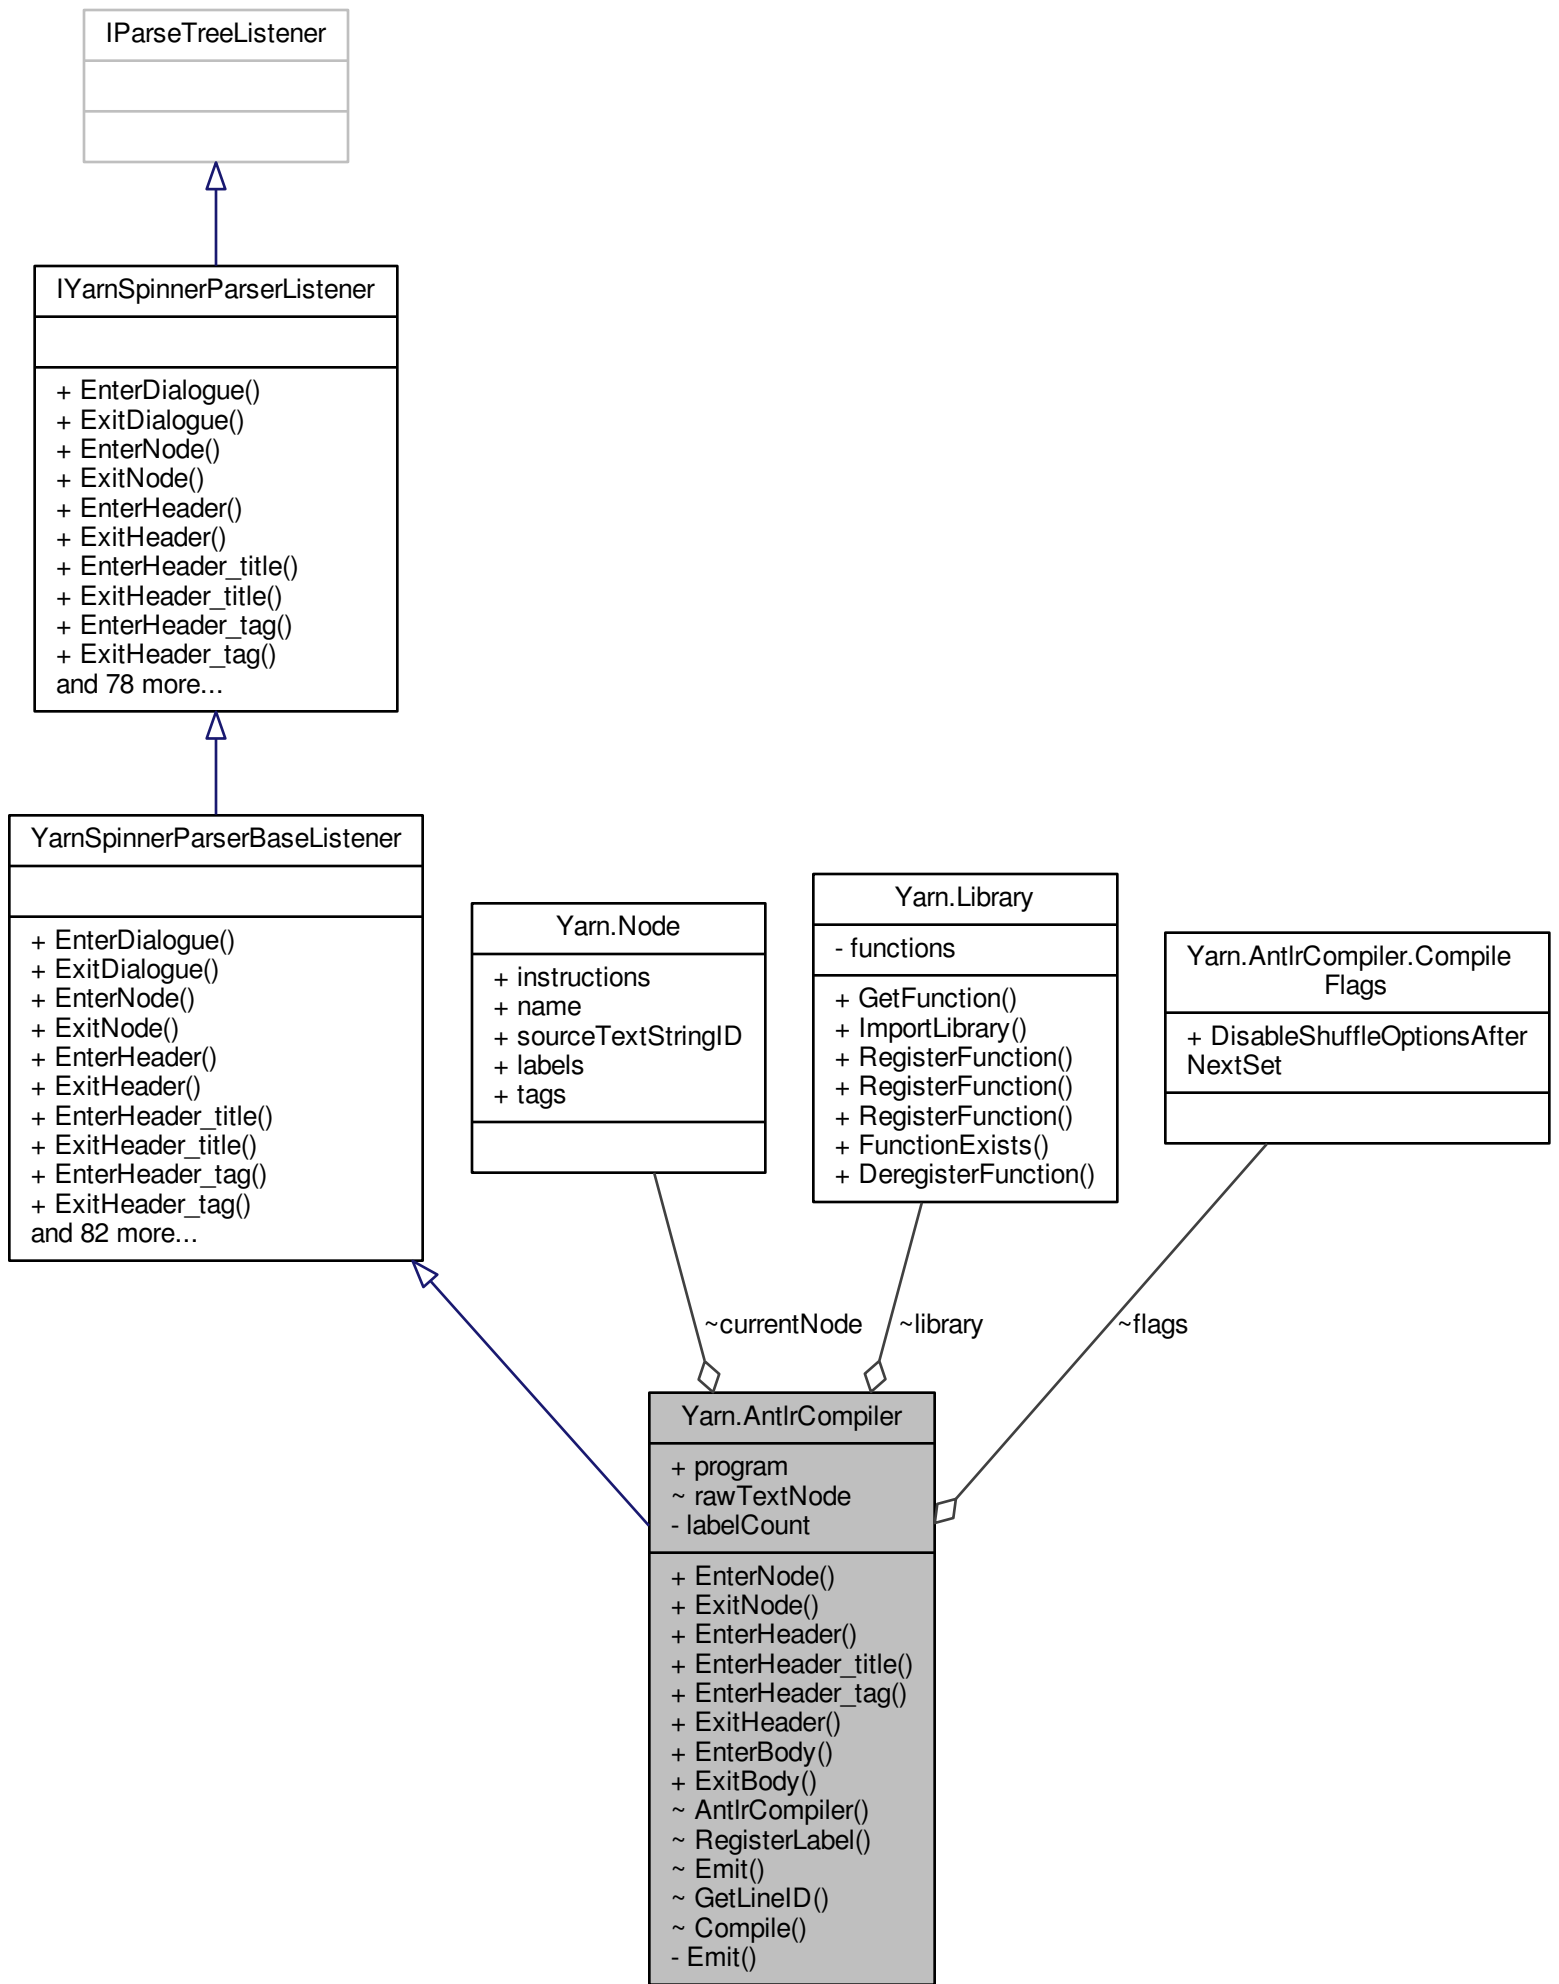 IParseTreeListener
IYarnSpinnerParserListener
+ EnterDialogue()
+ ExitDialogue()
+ EnterNode()
+ ExitNode()
+ EnterHeader()
+ ExitHeader()
+ EnterHeader_title()
+ ExitHeader_title()
+ EnterHeader_tag()
+ ExitHeader_tag()
and 78 more...
YarnSpinnerParserBaseListener
+ EnterDialogue()
+ ExitDialogue()
+ EnterNode()
+ ExitNode()
+ EnterHeader()
+ ExitHeader()
+ EnterHeader_title()
+ ExitHeader_title()
+ EnterHeader_tag()
+ ExitHeader_tag()
and 82 more...
Yarn.Node
+ instructions
+ name
+ sourceTextStringID
+ labels
+ tags
Yarn.Library
- functions
+ GetFunction()
+ ImportLibrary()
+ RegisterFunction()
+ RegisterFunction()
+ RegisterFunction()
+ FunctionExists()
+ DeregisterFunction()
Yarn.AntlrCompiler.Compile
Flags
+ DisableShuffleOptionsAfter
NextSet
~currentNode
~library
~flags
Yarn.AntlrCompiler
+ program
~ rawTextNode
- labelCount
+ EnterNode()
+ ExitNode()
+ EnterHeader()
+ EnterHeader_title()
+ EnterHeader_tag()
+ ExitHeader()
+ EnterBody()
+ ExitBody()
~ AntlrCompiler()
~ RegisterLabel()
~ Emit()
~ GetLineID()
~ Compile()
- Emit()